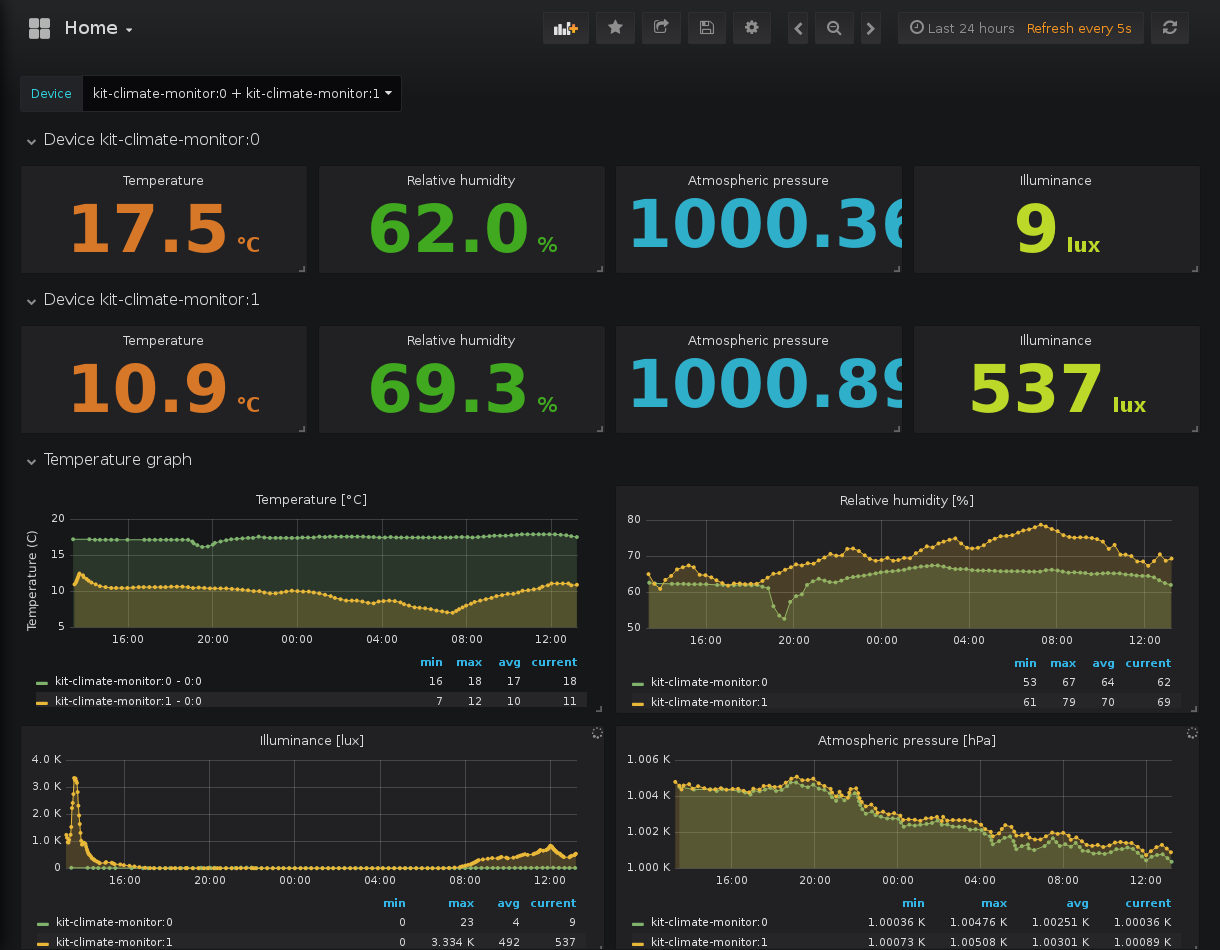 Home
Last 24 hours Refresh every 5s
Device kit-climate-monitor:0 + kit-climate-monitor:1
Device kit-climate-monitor:0
Temperature Relative humidity Atmospheric pressure Illuminance
17.5 °C 62.0 % 1000.36 9 lux
Device kit-climate-monitor:1
Temperature Relative humidity Atmospheric pressure Illuminance
10.9 °C 69.3 % 1000.89 537 lux
Temperature graph
Temperature [°C]
Temperature (C)
20
15
10
5
16:00 20:00 00:00 04:00 08:00 12:00
min max avg current
kit-climate-monitor:0 - 0:0 16 18 17 18
kit-climate-monitor:1 - 0:0 7 12 10 11
Relative humidity [%]
80
70
60
50
16:00 20:00 00:00 04:00 08:00 12:00
min max avg current
kit-climate-monitor:0 53 67 64 62
kit-climate-monitor:1 61 79 70 69
Illuminance [lux]
4.0 K
3.0 K
2.0 K
1.0 K
0
16:00 20:00 00:00 04:00 08:00 12:00
min max avg current
kit-climate-monitor:0 0 23 4 9
kit-climate-monitor:1 0 3.334 K 492 537
Atmospheric pressure [hPa]
1.006 K
1.004 K
1.002 K
1.000 K
16:00 20:00 00:00 04:00 08:00 12:00
min max avg current
kit-climate-monitor:0 1.00036 K 1.00476 K 1.00251 K 1.00036 K
kit-climate-monitor:1 1.00073 K 1.00508 K 1.00301 K 1.00089 K